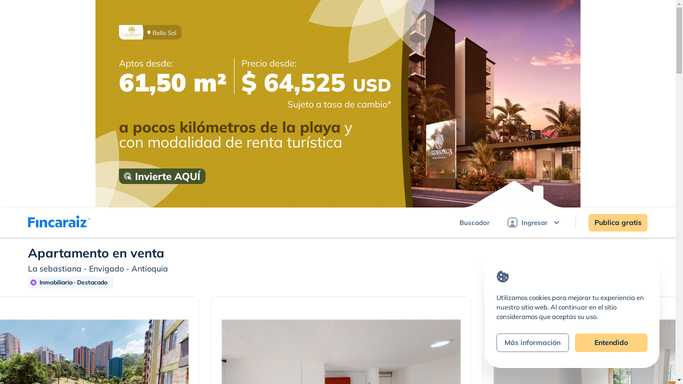 Bello Sol
Aptos desde:
61,50 m²
Precio desde:
$ 64,525 USD
Sujeto a tasa de cambio*
a pocos kilómetros de la playa y
con modalidad de renta turística
Invierte AQUÍ
Fincaraíz
Buscador
Ingresar
Publica gratis
Apartamento en venta
La sebastiana - Envigado - Antioquia
Inmobiliaria · Destacado
Utilizamos cookies para mejorar tu experiencia en
nuestro sitio web. Al continuar en el sitio
consideramos que aceptas su uso.
Más información
Entendido